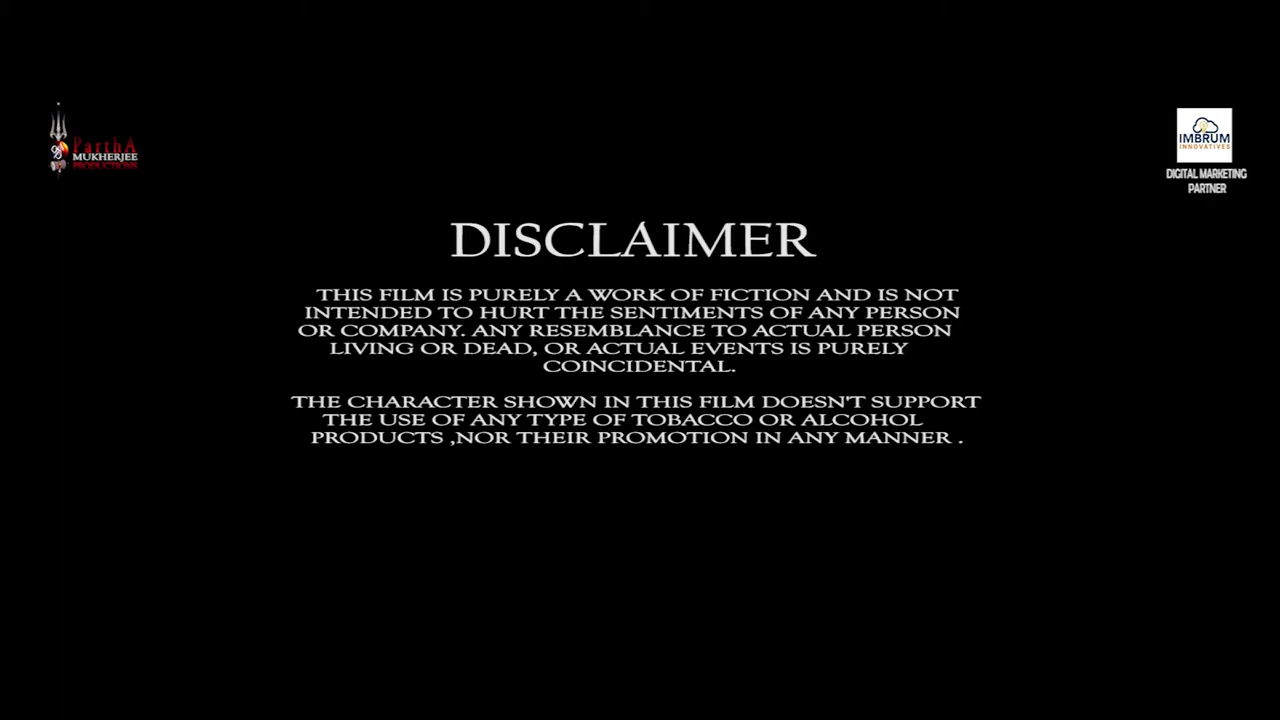 ParthA
MUKHERJEE
PRODUCTIONS
IMBRUM
INNOVATIVES
DIGITAL MARKETING
PARTNER
DISCLAIMER
THIS FILM IS PURELY A WORK OF FICTION AND IS NOT
INTENDED TO HURT THE SENTIMENTS OF ANY PERSON
OR COMPANY. ANY RESEMBLANCE TO ACTUAL PERSON
LIVING OR DEAD, OR ACTUAL EVENTS IS PURELY
COINCIDENTAL.
THE CHARACTER SHOWN IN THIS FILM DOESN'T SUPPORT
THE USE OF ANY TYPE OF TOBACCO OR ALCOHOL
PRODUCTS ,NOR THEIR PROMOTION IN ANY MANNER .